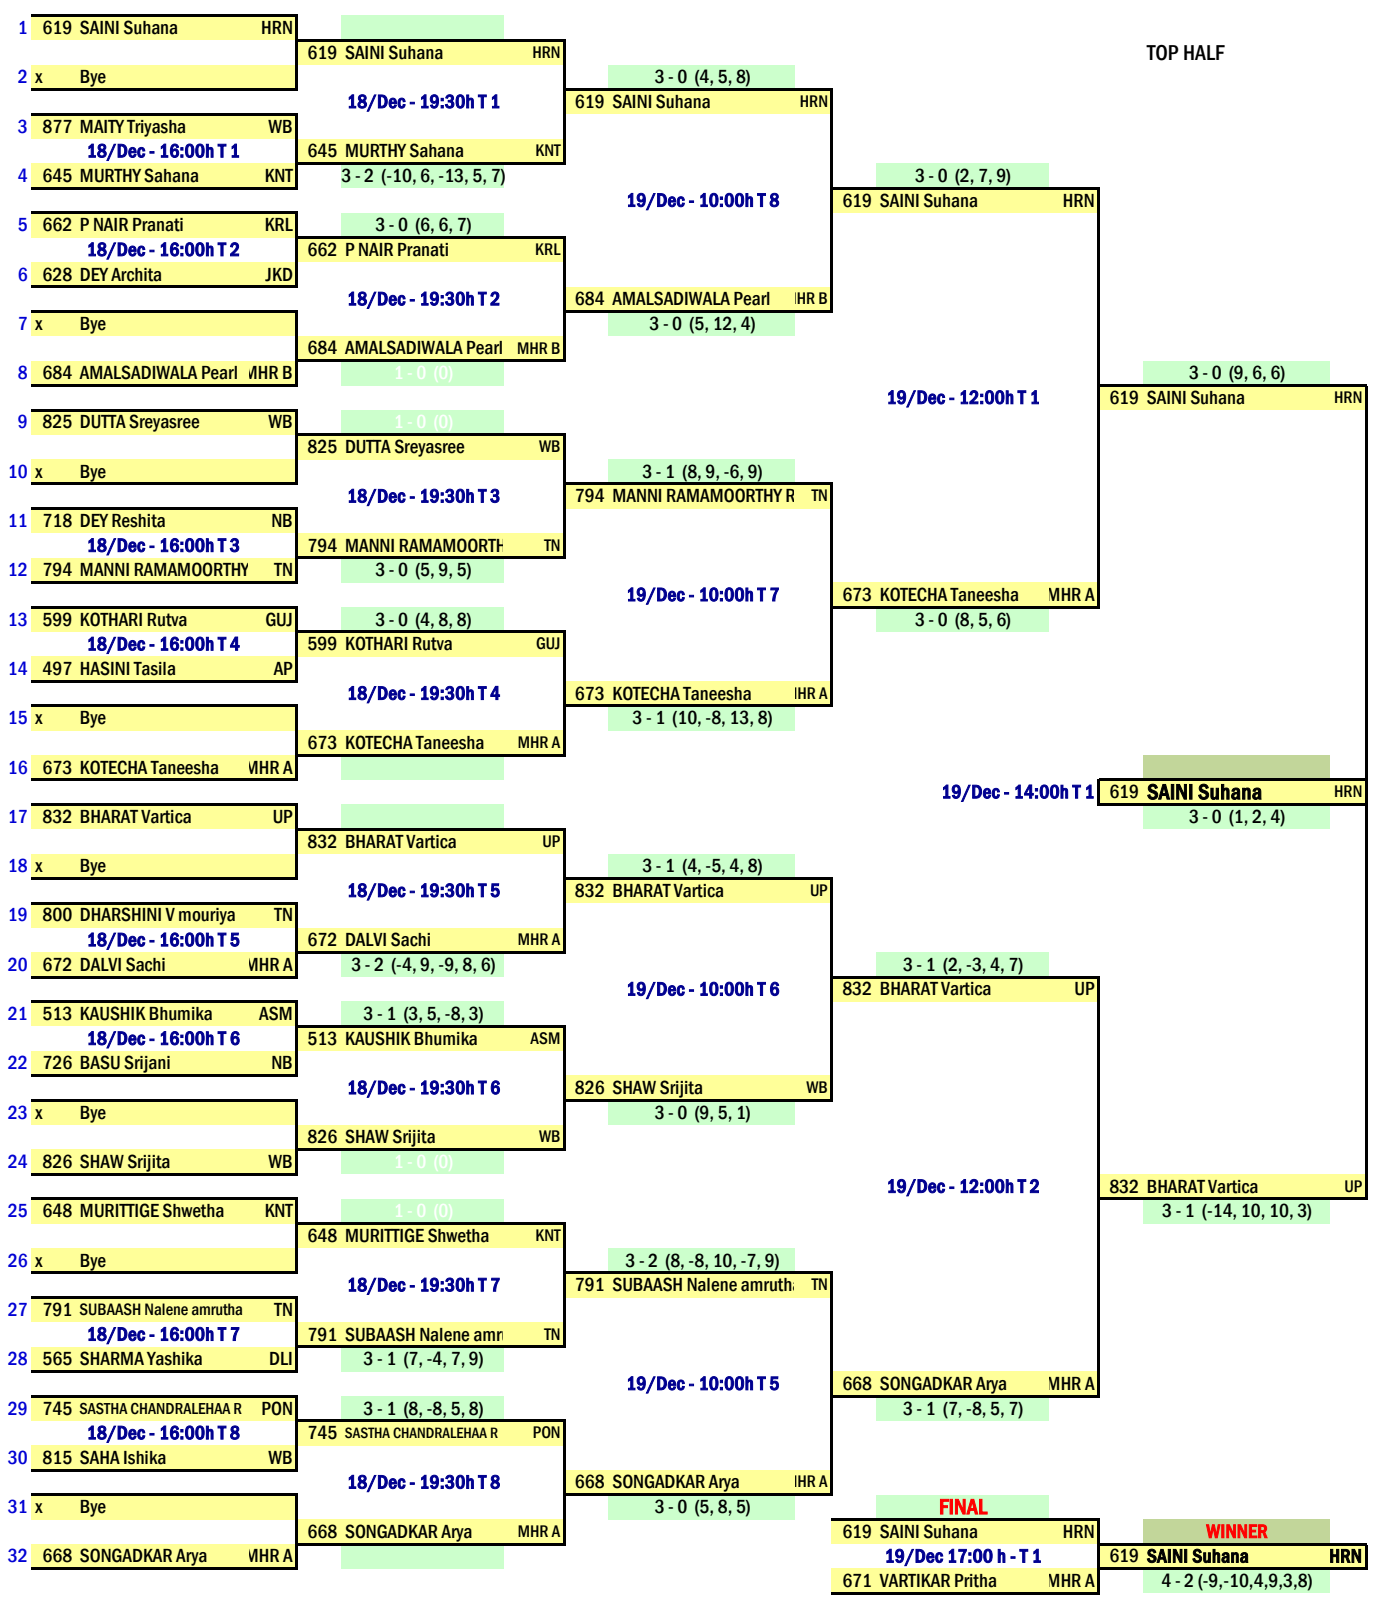 TOP HALF
1 619 SAINI Suhana HRN
619 SAINI Suhana HRN
2 x Bye
3 - 0 (4, 5, 8)
18/Dec - 19:30h T 1
619 SAINI Suhana HRN
3 877 MAITY Triyasha WB
18/Dec - 16:00h T 1
645 MURTHY Sahana KNT
4 645 MURTHY Sahana KNT
3 - 2 (-10, 6, -13, 5, 7)
3 - 0 (2, 7, 9)
19/Dec - 10:00h T 8
619 SAINI Suhana HRN
5 662 P NAIR Pranati KRL
3 - 0 (6, 6, 7)
18/Dec - 16:00h T 2
662 P NAIR Pranati KRL
6 628 DEY Archita JKD
18/Dec - 19:30h T 2
684 AMALSADIWALA Pearl HR B
7 x Bye
3 - 0 (5, 12, 4)
684 AMALSADIWALA Pearl MHR B
8 684 AMALSADIWALA Pearl MHR B
1 - 0 (0)
3 - 0 (9, 6, 6)
19/Dec - 12:00h T 1
619 SAINI Suhana HRN
9 825 DUTTA Sreyasree WB
1 - 0 (0)
825 DUTTA Sreyasree WB
10 x Bye
3 - 1 (8, 9, -6, 9)
18/Dec - 19:30h T 3
794 MANNI RAMAMOORTHY R TN
11 718 DEY Reshita NB
18/Dec - 16:00h T 3
794 MANNI RAMAMOORTH TN
12 794 MANNI RAMAMOORTHY TN
3 - 0 (5, 9, 5)
19/Dec - 10:00h T 7
673 KOTECHA Taneesha MHR A
13 599 KOTHARI Rutva GUJ
3 - 0 (4, 8, 8)
3 - 0 (8, 5, 6)
18/Dec - 16:00h T 4
599 KOTHARI Rutva GUJ
14 497 HASINI Tasila AP
18/Dec - 19:30h T 4
673 KOTECHA Taneesha HR A
15 x Bye
3 - 1 (10, -8, 13, 8)
673 KOTECHA Taneesha MHR A
16 673 KOTECHA Taneesha MHR A
19/Dec - 14:00h T 1
619 SAINI Suhana HRN
17 832 BHARAT Vartica UP
3 - 0 (1, 2, 4)
832 BHARAT Vartica UP
18 x Bye
3 - 1 (4, -5, 4, 8)
18/Dec - 19:30h T 5
832 BHARAT Vartica UP
19 800 DHARSHINI V mouriya TN
18/Dec - 16:00h T 5
672 DALVI Sachi MHR A
20 672 DALVI Sachi MHR A
3 - 2 (-4, 9, -9, 8, 6)
3 - 1 (2, -3, 4, 7)
19/Dec - 10:00h T 6
832 BHARAT Vartica UP
21 513 KAUSHIK Bhumika ASM
3 - 1 (3, 5, -8, 3)
18/Dec - 16:00h T 6
513 KAUSHIK Bhumika ASM
22 726 BASU Srijani NB
18/Dec - 19:30h T 6
826 SHAW Srijita WB
23 x Bye
3 - 0 (9, 5, 1)
826 SHAW Srijita WB
24 826 SHAW Srijita WB
1 - 0 (0)
19/Dec - 12:00h T 2
832 BHARAT Vartica UP
25 648 MURITTIGE Shwetha KNT
1 - 0 (0)
3 - 1 (-14, 10, 10, 3)
648 MURITTIGE Shwetha KNT
26 x Bye
3 - 2 (8, -8, 10, -7, 9)
18/Dec - 19:30h T 7
791 SUBAASH Nalene amrutha TN
27 791 SUBAASH Nalene amrutha TN
18/Dec - 16:00h T 7
791 SUBAASH Nalene amr TN
28 565 SHARMA Yashika DLI
3 - 1 (7, -4, 7, 9)
19/Dec - 10:00h T 5
668 SONGADKAR Arya MHR A
29 745 SASTHA CHANDRALEHAA R PON
3 - 1 (8, -8, 5, 8)
3 - 1 (7, -8, 5, 7)
18/Dec - 16:00h T 8
745 SASTHA CHANDRALEHAA R PON
30 815 SAHA Ishika WB
18/Dec - 19:30h T 8
668 SONGADKAR Arya HR A
31 x Bye
3 - 0 (5, 8, 5)
FINAL
668 SONGADKAR Arya MHR A
619 SAINI Suhana HRN
WINNER
32 668 SONGADKAR Arya MHR A
19/Dec 17:00 h - T 1
619 SAINI Suhana HRN
671 VARTIKAR Pritha MHR A
4 - 2 (-9,-10,4,9,3,8)